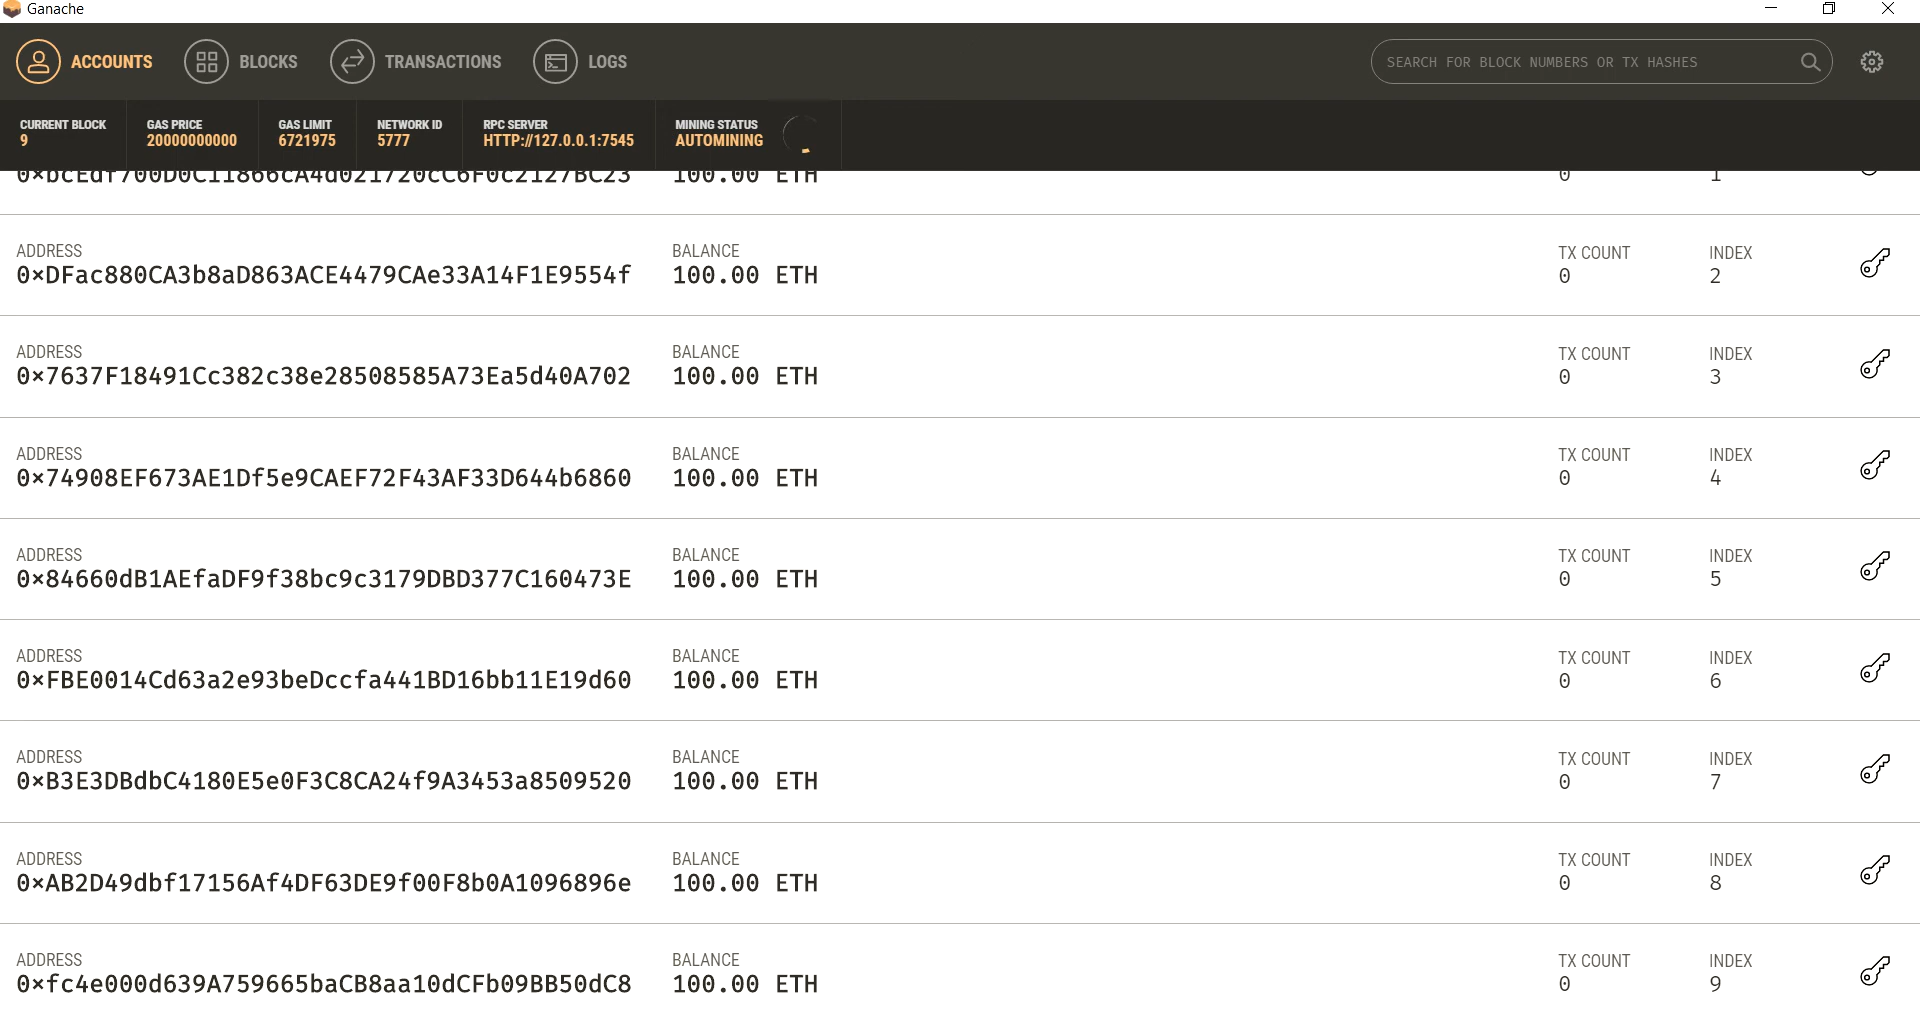 Ganache
ACCOUNTS BLOCKS TRANSACTIONS LOGS SEARCH FOR BLOCK NUMBERS OR TX HASHES
CURRENT BLOCK GAS PRICE GAS LIMIT NETWORK ID RPC SERVER MINING STATUS
9 20000000000 6721975 5777 HTTP://127.0.0.1:7545 AUTOMINING
100.00 ETH 0 1
ADDRESS BALANCE TX COUNT INDEX
0×DFac880CA3b8aD863ACE4479CAe33A14F1E9554f 100.00 ETH 0 2
ADDRESS BALANCE TX COUNT INDEX
0×7637F18491Cc382c38e28508585A73Ea5d40A702 100.00 ETH 0 3
ADDRESS BALANCE TX COUNT INDEX
0×74908EF673AE1Df5e9CAEF72F43AF33D644b6860 100.00 ETH 0 4
ADDRESS BALANCE TX COUNT INDEX
0×84660dB1AEfaDF9f38bc9c3179DBD377C160473E 100.00 ETH 0 5
ADDRESS BALANCE TX COUNT INDEX
0×FBE0014Cd63a2e93beDccfa441BD16bb11E19d60 100.00 ETH 0 6
ADDRESS BALANCE TX COUNT INDEX
0×B3E3DBdbC4180E5e0F3C8CA24f9A3453a8509520 100.00 ETH 0 7
ADDRESS BALANCE TX COUNT INDEX
0×AB2D49dbf17156Af4DF63DE9f00F8b0A1096896e 100.00 ETH 0 8
ADDRESS BALANCE TX COUNT INDEX
0×fc4e000d639A759665baCB8aa10dCFb09BB50dC8 100.00 ETH 0 9